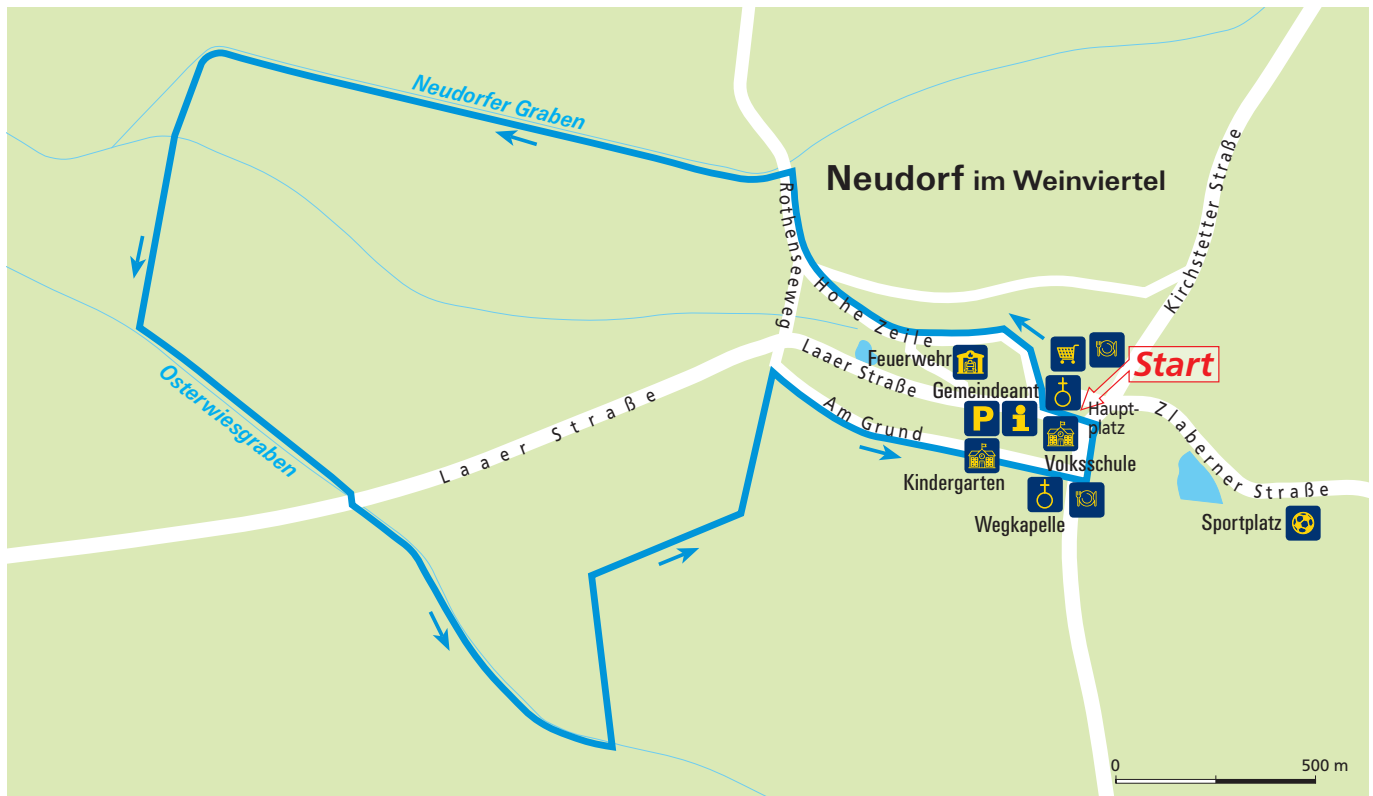 Neudorfer Graben
Neudorf im Weinviertel
Kirchstetter Straße
Rothenseeweg
Hohe Zeile
Feuerwehr
Laaer Straße
Start
Gemeindeamt
P
i
Haupt-
platz
Zlaberner Straße
Am Grund
Volksschule
Kindergarten
Wegkapelle
Sportplatz
Osterwiesgraben
Laaer Straße
0 500 m